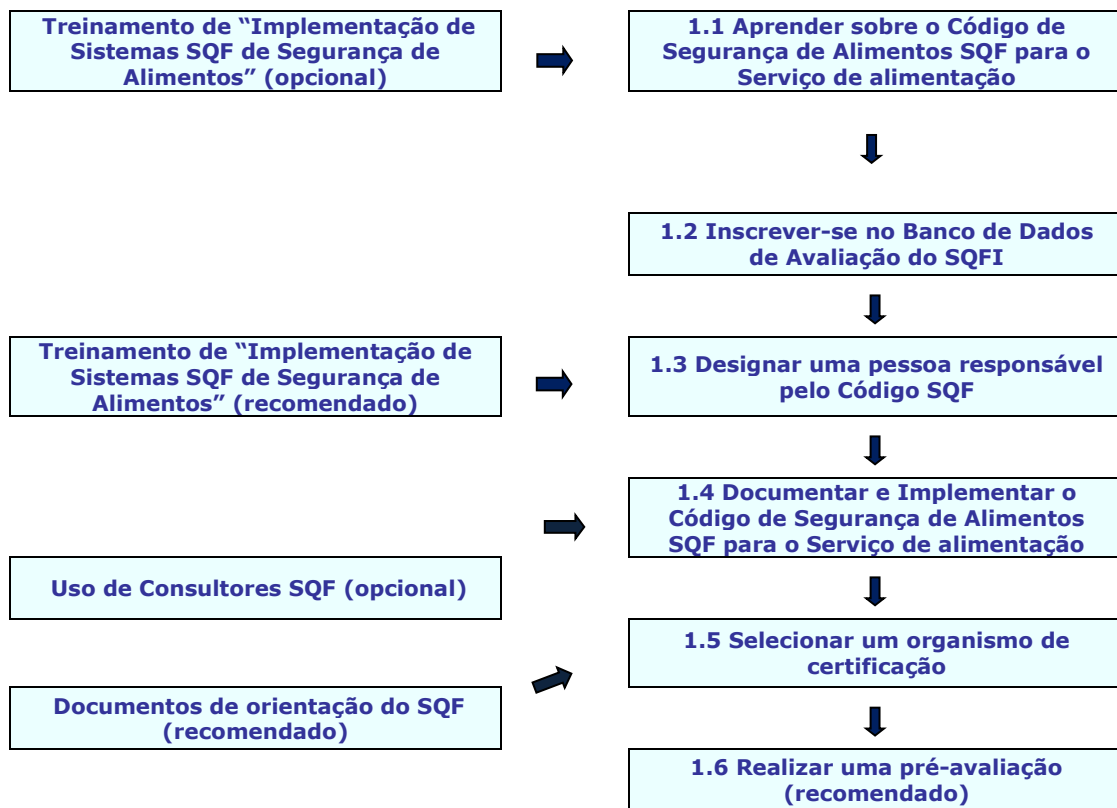 Treinamento de “Implementação de
Sistemas SQF de Segurança de
Alimentos” (opcional)
1.1 Aprender sobre o Código de
Segurança de Alimentos SQF para o
Serviço de alimentação
1.2 Inscrever-se no Banco de Dados
de Avaliação do SQFI
Treinamento de “Implementação de
Sistemas SQF de Segurança de
Alimentos” (recomendado)
1.3 Designar uma pessoa responsável
pelo Código SQF
1.4 Documentar e Implementar o
Código de Segurança de Alimentos
SQF para o Serviço de alimentação
Uso de Consultores SQF (opcional)
1.5 Selecionar um organismo de
certificação
Documentos de orientação do SQF
(recomendado)
1.6 Realizar uma pré-avaliação
(recomendado)